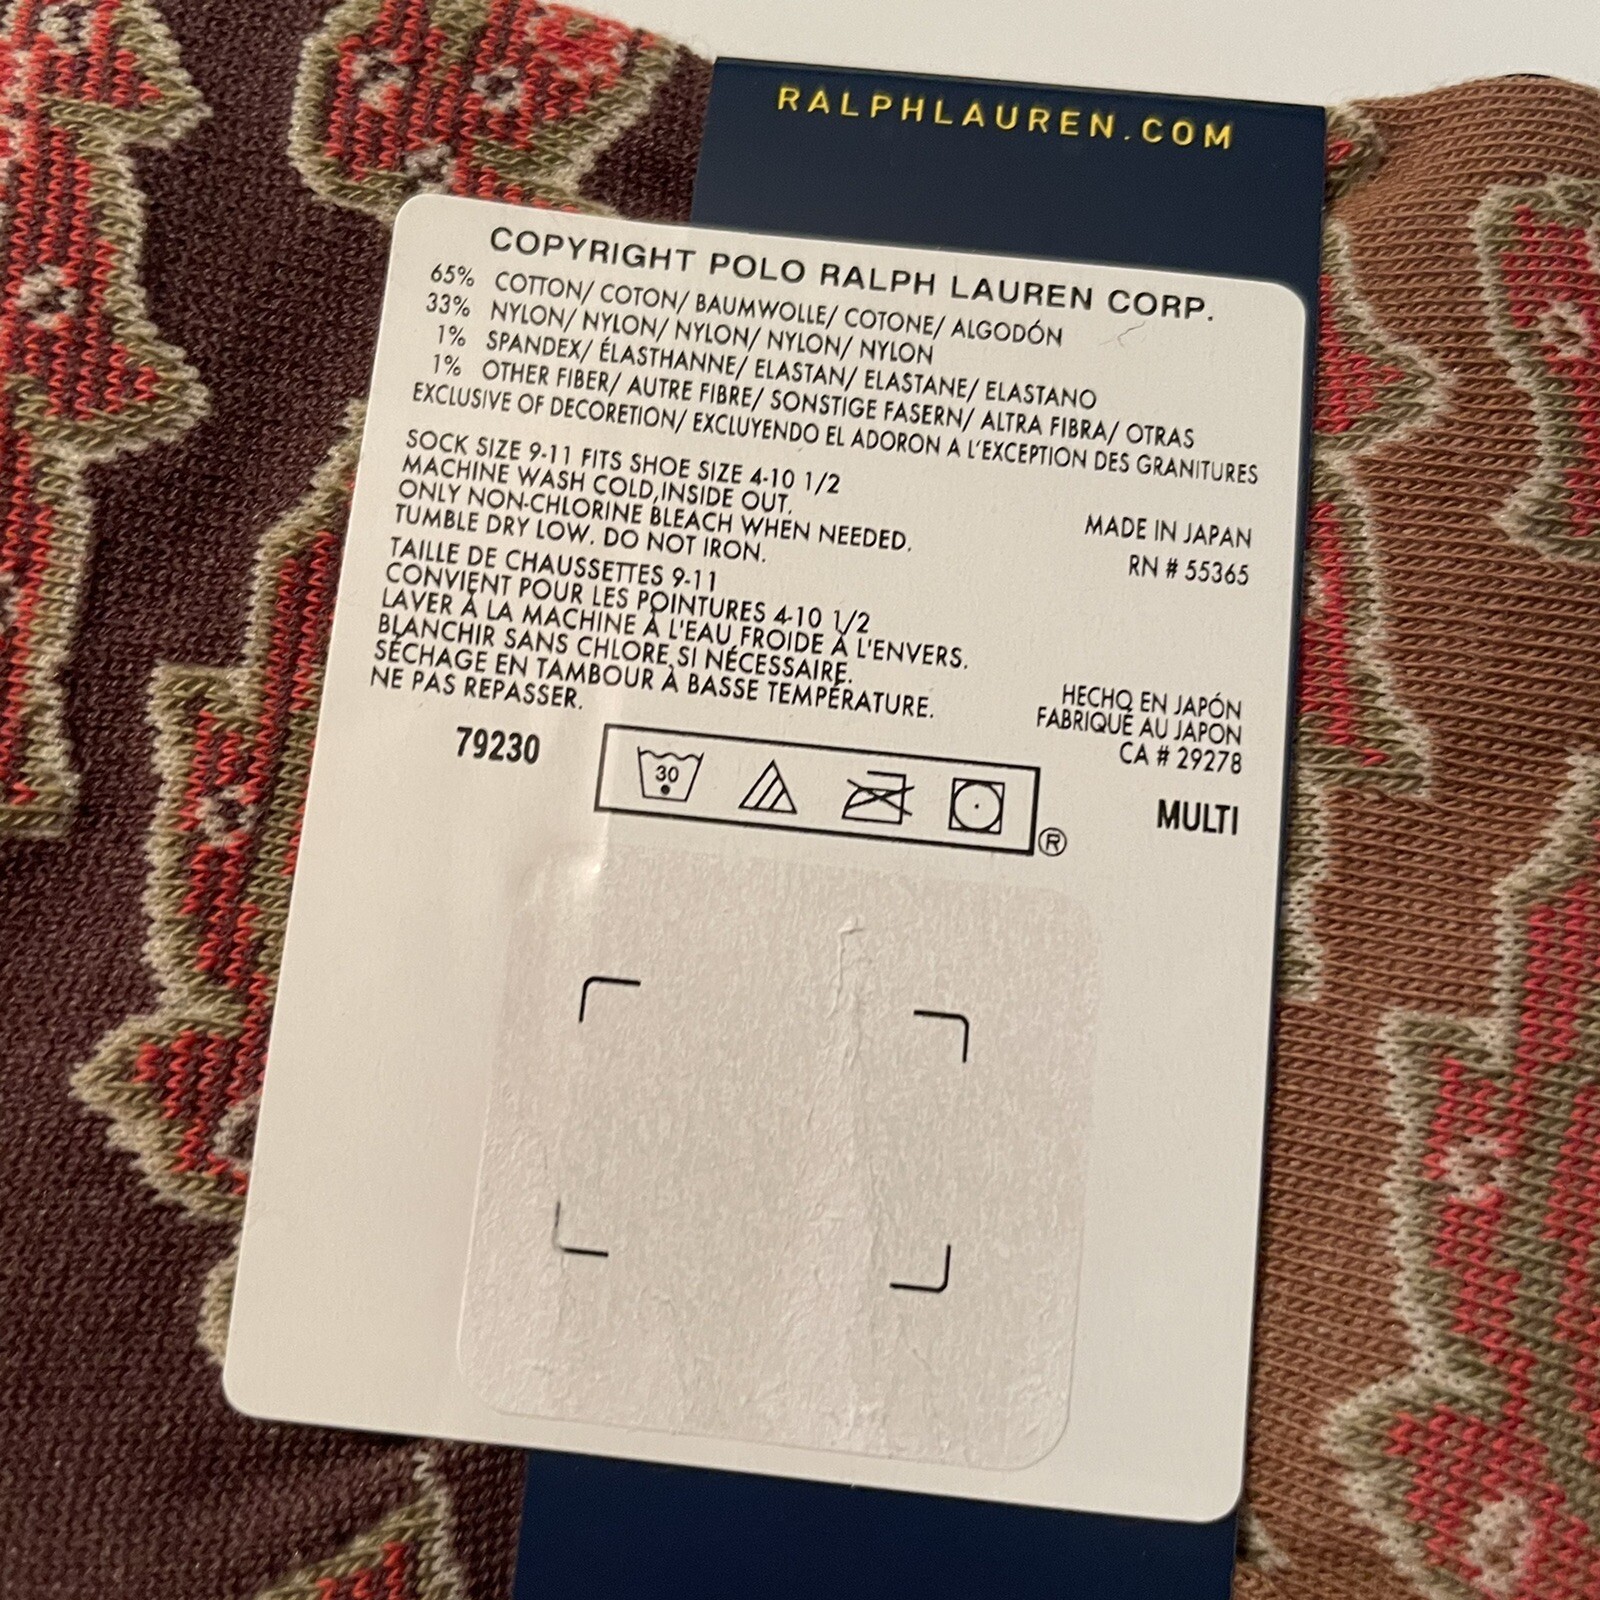 RALPHLAUREN.COM
COPYRIGHT POLO RALPH LAUREN CORP.
65% COTTON/ COTON/ BAUMWOLLE/ COTONE/ ALGODÓN
33% NYLON/ NYLON/ NYLON/ NYLON/ NYLON
1% SPANDEX/ ÉLASTHANNE/ ELASTAN/ ELASTANE/ ELASTANO
1% OTHER FIBER/ AUTRE FIBRE/ SONSTIGE FASERN/ ALTRA FIBRA/ OTRAS
EXCLUSIVE OF DECORETION/ EXCLUYENDO EL ADORON A L'EXCEPTION DES GRANITURES
SOCK SIZE 9-11 FITS SHOE SIZE 4-10 1/2
MACHINE WASH COLD,INSIDE OUT.
ONLY NON-CHLORINE BLEACH WHEN NEEDED.
TUMBLE DRY LOW. DO NOT IRON.
MADE IN JAPAN
RN # 55365
TAILLE DE CHAUSSETTES 9-11
CONVIENT POUR LES POINTURES 4-10 1/2
LAVER À LA MACHINE À L'EAU FROIDE À L'ENVERS.
BLANCHIR SANS CHLORE SI NÉCESSAIRE.
SÉCHAGE EN TAMBOUR À BASSE TEMPÉRATURE.
NE PAS REPASSER.
HECHO EN JAPÓN
FABRIQUÉ AU JAPON
CA # 29278
79230
30
®
MULTI